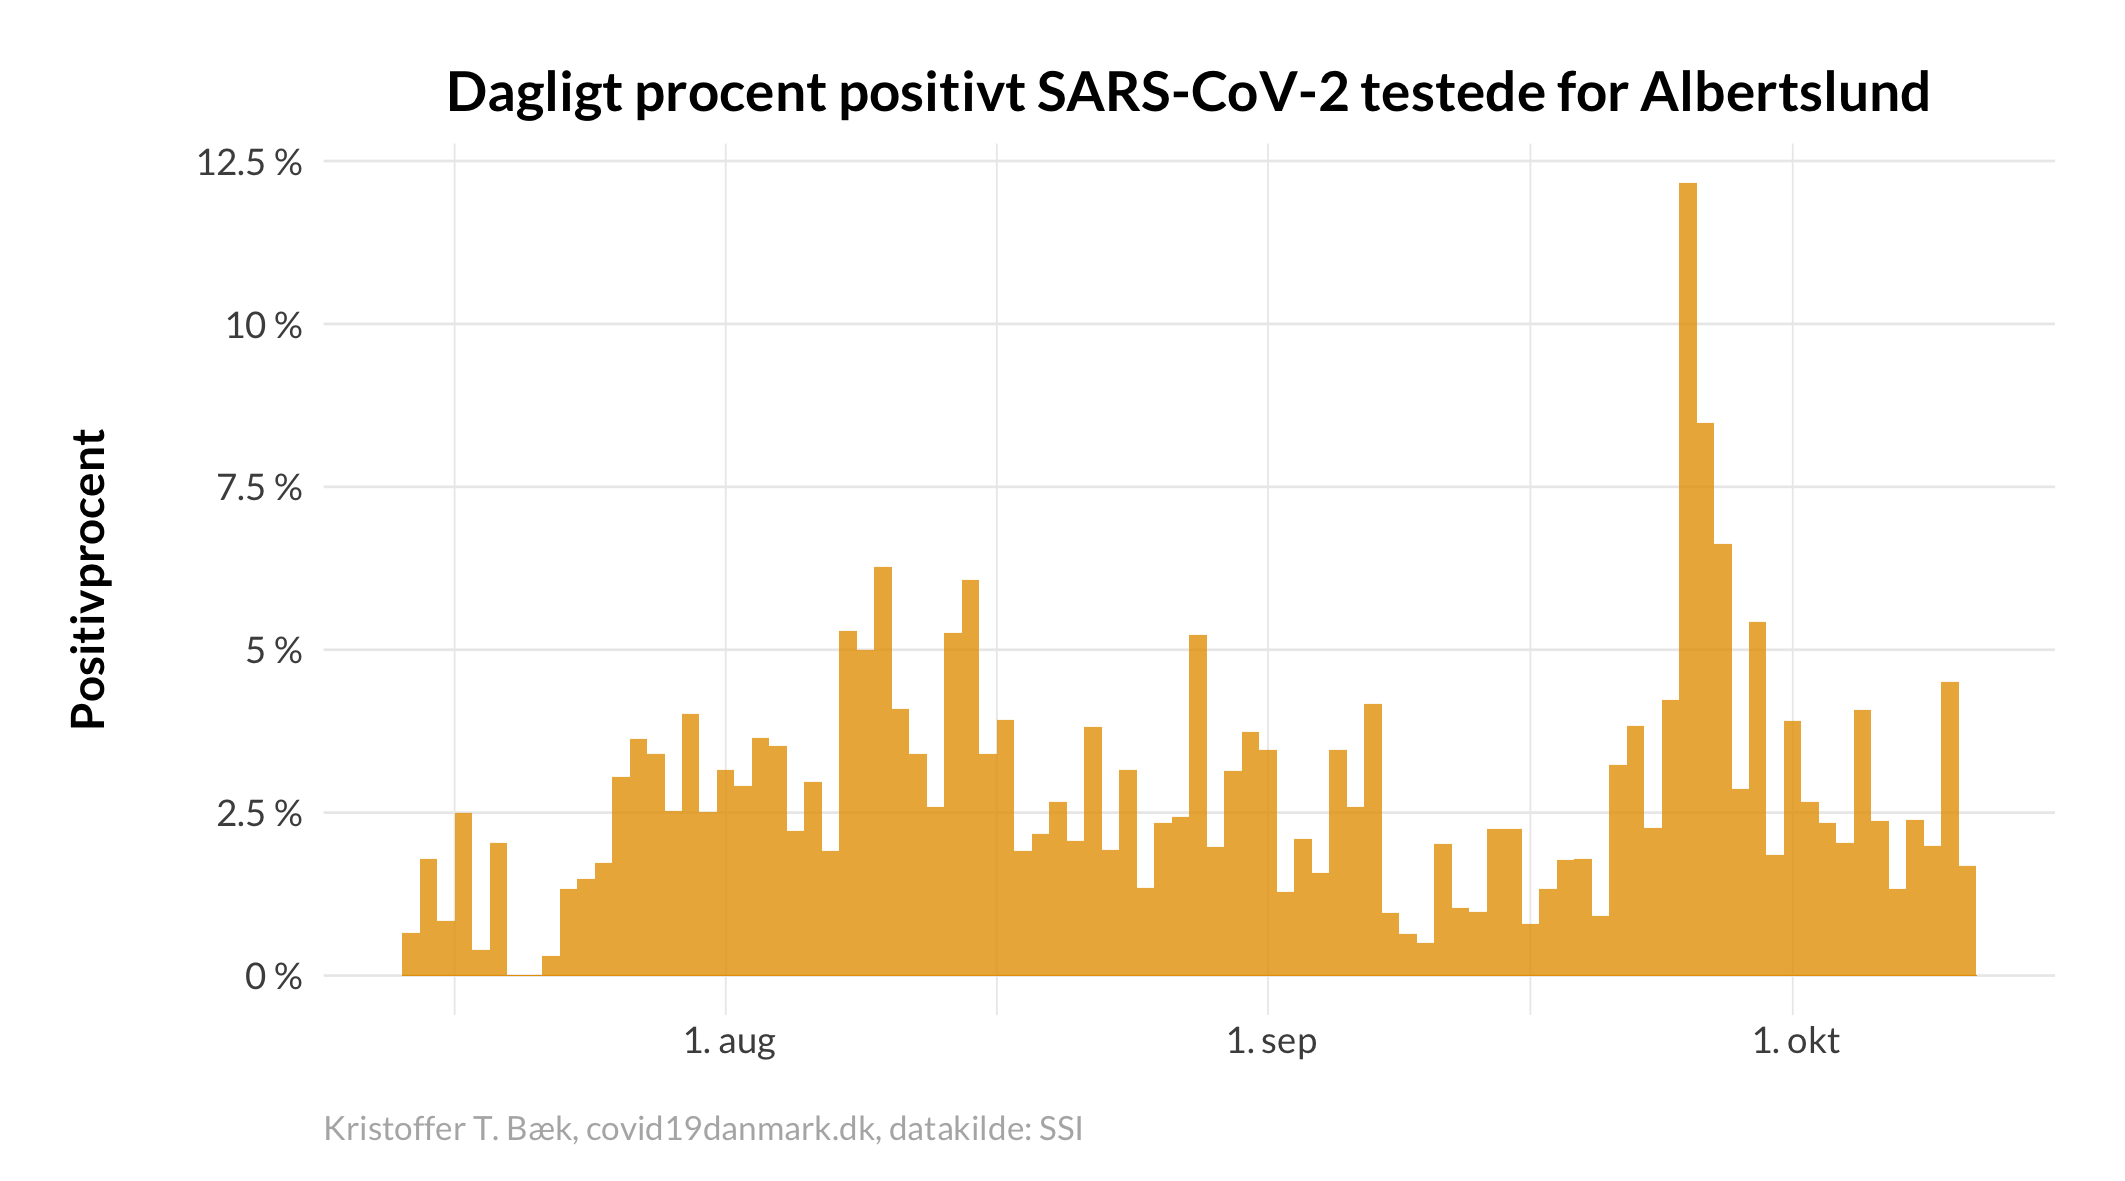 Dagligt procent positivt SARS-CoV-2 testede for Albertslund
Positivprocent
12.5 %
10 %
7.5 %
5 %
2.5 %
0 %
1. aug
1. sep
1. okt
Kristoffer T. Bæk, covid19danmark.dk, datakilde: SSI